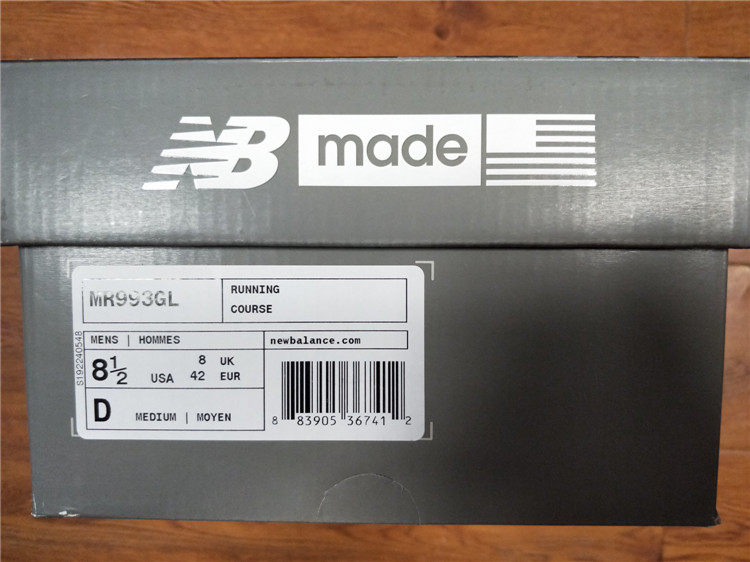 NB made
MR993GL
RUNNING
COURSE
MENS | HOMMES
newbalance.com
8½ USA
8 UK
42 EUR
D MEDIUM | MOYEN
S192240548
8 83905 36741 2